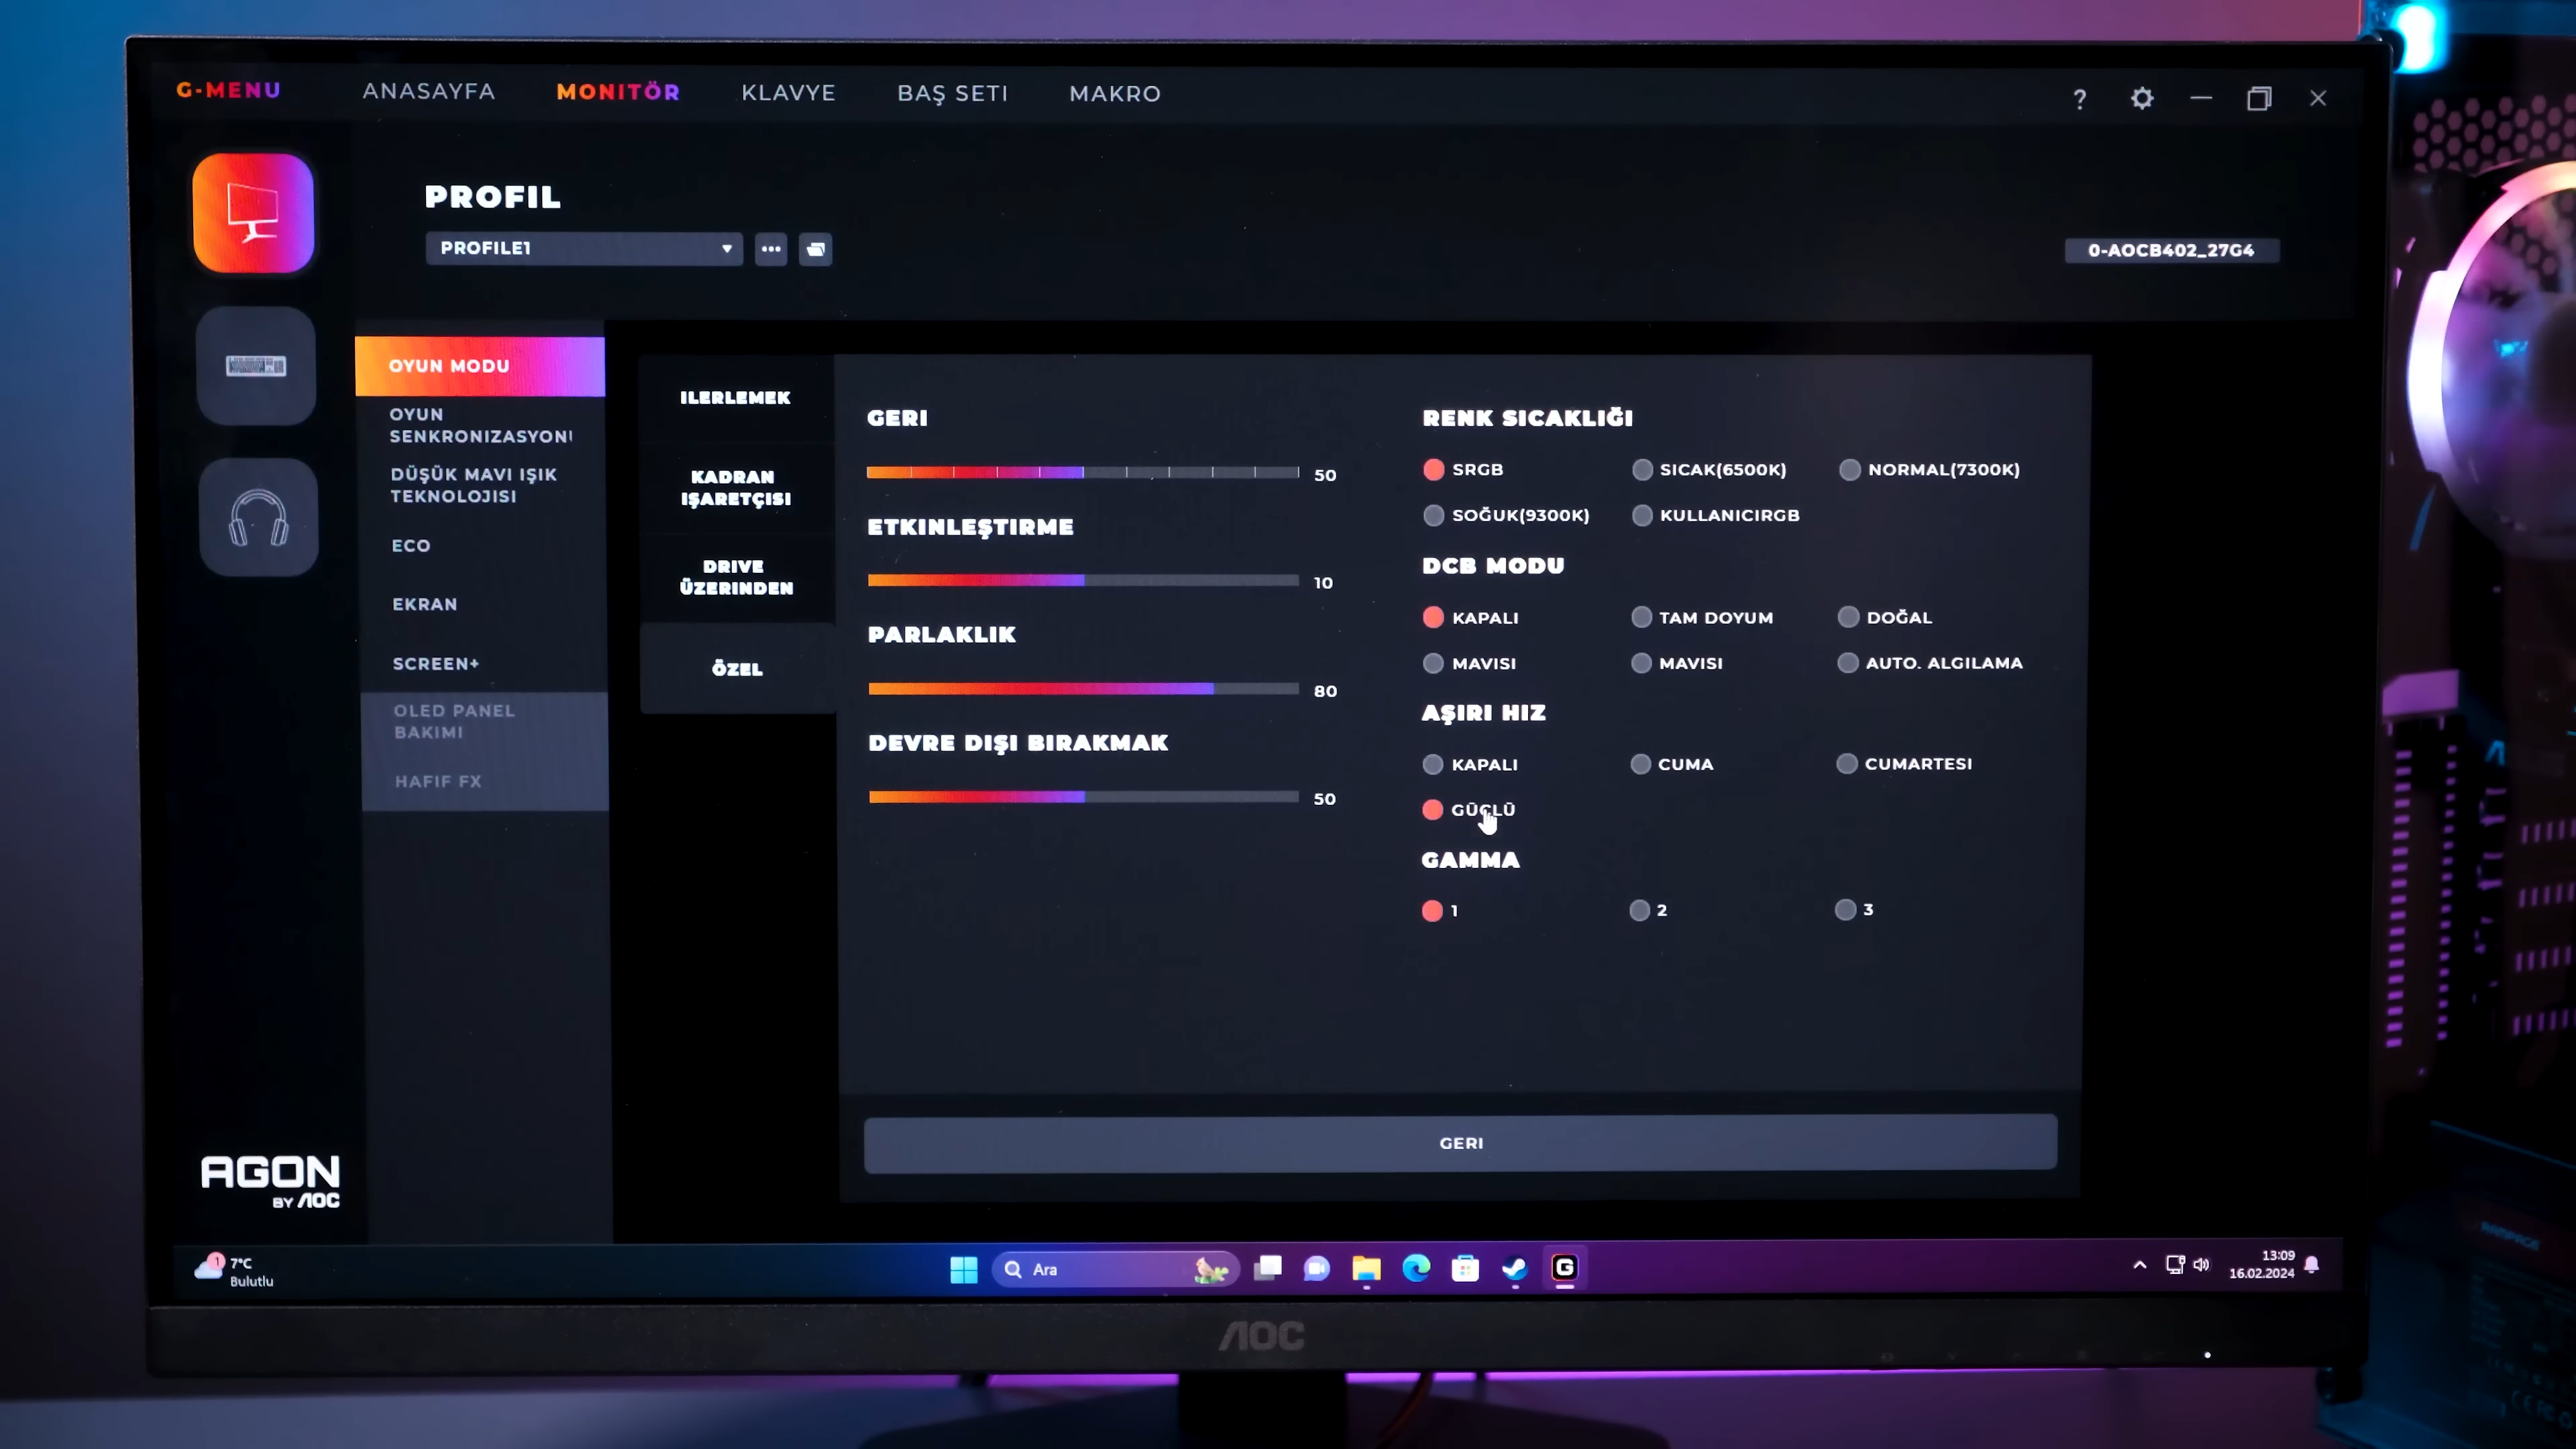 G-MENU ANASAYFA MONITÖR KLAVYE BAŞ SETI MAKRO
PROFIL
PROFILE1
0-AOCB402_27G4
OYUN MODU
OYUN
SENKRONIZASYONU
DÜŞÜK MAVI IŞIK
TEKNOLOJISI
ECO
EKRAN
SCREEN+
OLED PANEL
BAKIMI
HAFIF FX
ILERLEMEK
KADRAN
IŞARETÇISI
DRIVE
ÜZERINDEN
ÖZEL
GERI
50
ETKINLEŞTIRME
10
PARLAKLIK
80
DEVRE DIŞI BIRAKMAK
50
RENK SICAKLIĞI
SRGB SICAK(6500K) NORMAL(7300K)
SOĞUK(9300K) KULLANICIRGB
DCB MODU
KAPALI TAM DOYUM DOĞAL
MAVISI MAVISI AUTO. ALGILAMA
AŞIRI HIZ
KAPALI CUMA CUMARTESI
GÜÇLÜ
GAMMA
1 2 3
GERI
AGON
BY AOC
1
7°C
Bulutlu
Ara
13:09
16.02.2024
AOC